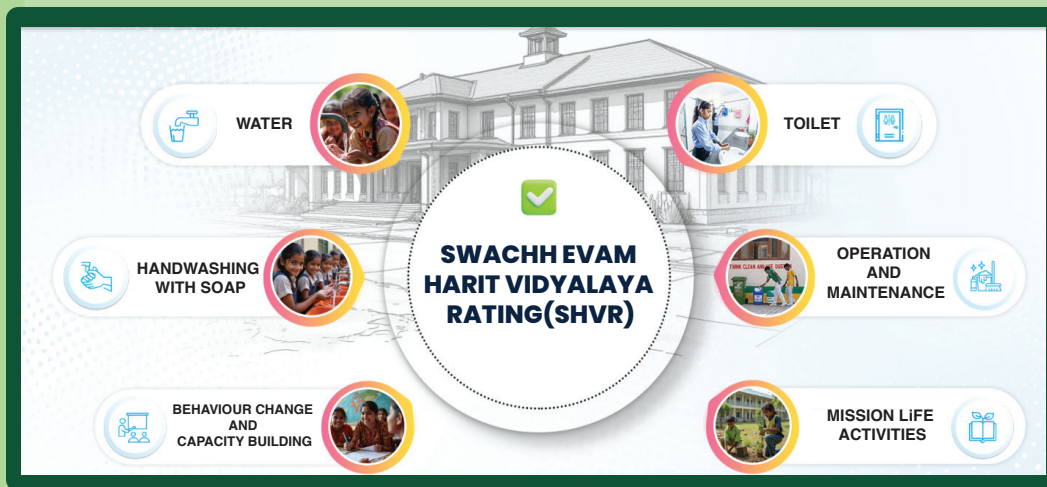 WATER
TOILET
SWACHH EVAM
HARIT VIDYALAYA
RATING(SHVR)
HANDWASHING
WITH SOAP
OPERATION
AND
MAINTENANCE
BEHAVIOUR CHANGE
AND
CAPACITY BUILDING
MISSION LiFE
ACTIVITIES